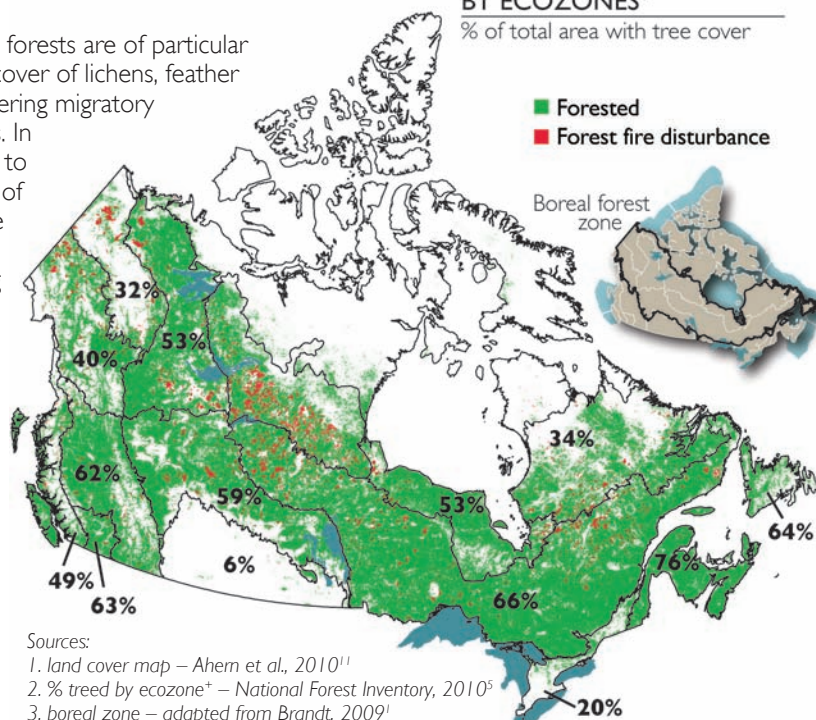 BY ECOZONES
% of total area with tree cover
forests are of particular
cover of lichens, feather
ering migratory
s. In
to
of
e
Forested
Forest fire disturbance
Boreal forest
zone
32%
40%
53%
62%
59%
6%
49%
63%
34%
53%
64%
76%
66%
20%
Sources:
1. land cover map – Ahern et al., 2010¹¹
2. % treed by ecozone⁺ – National Forest Inventory, 2010⁵
3. boreal zone – adapted from Brandt, 2009¹